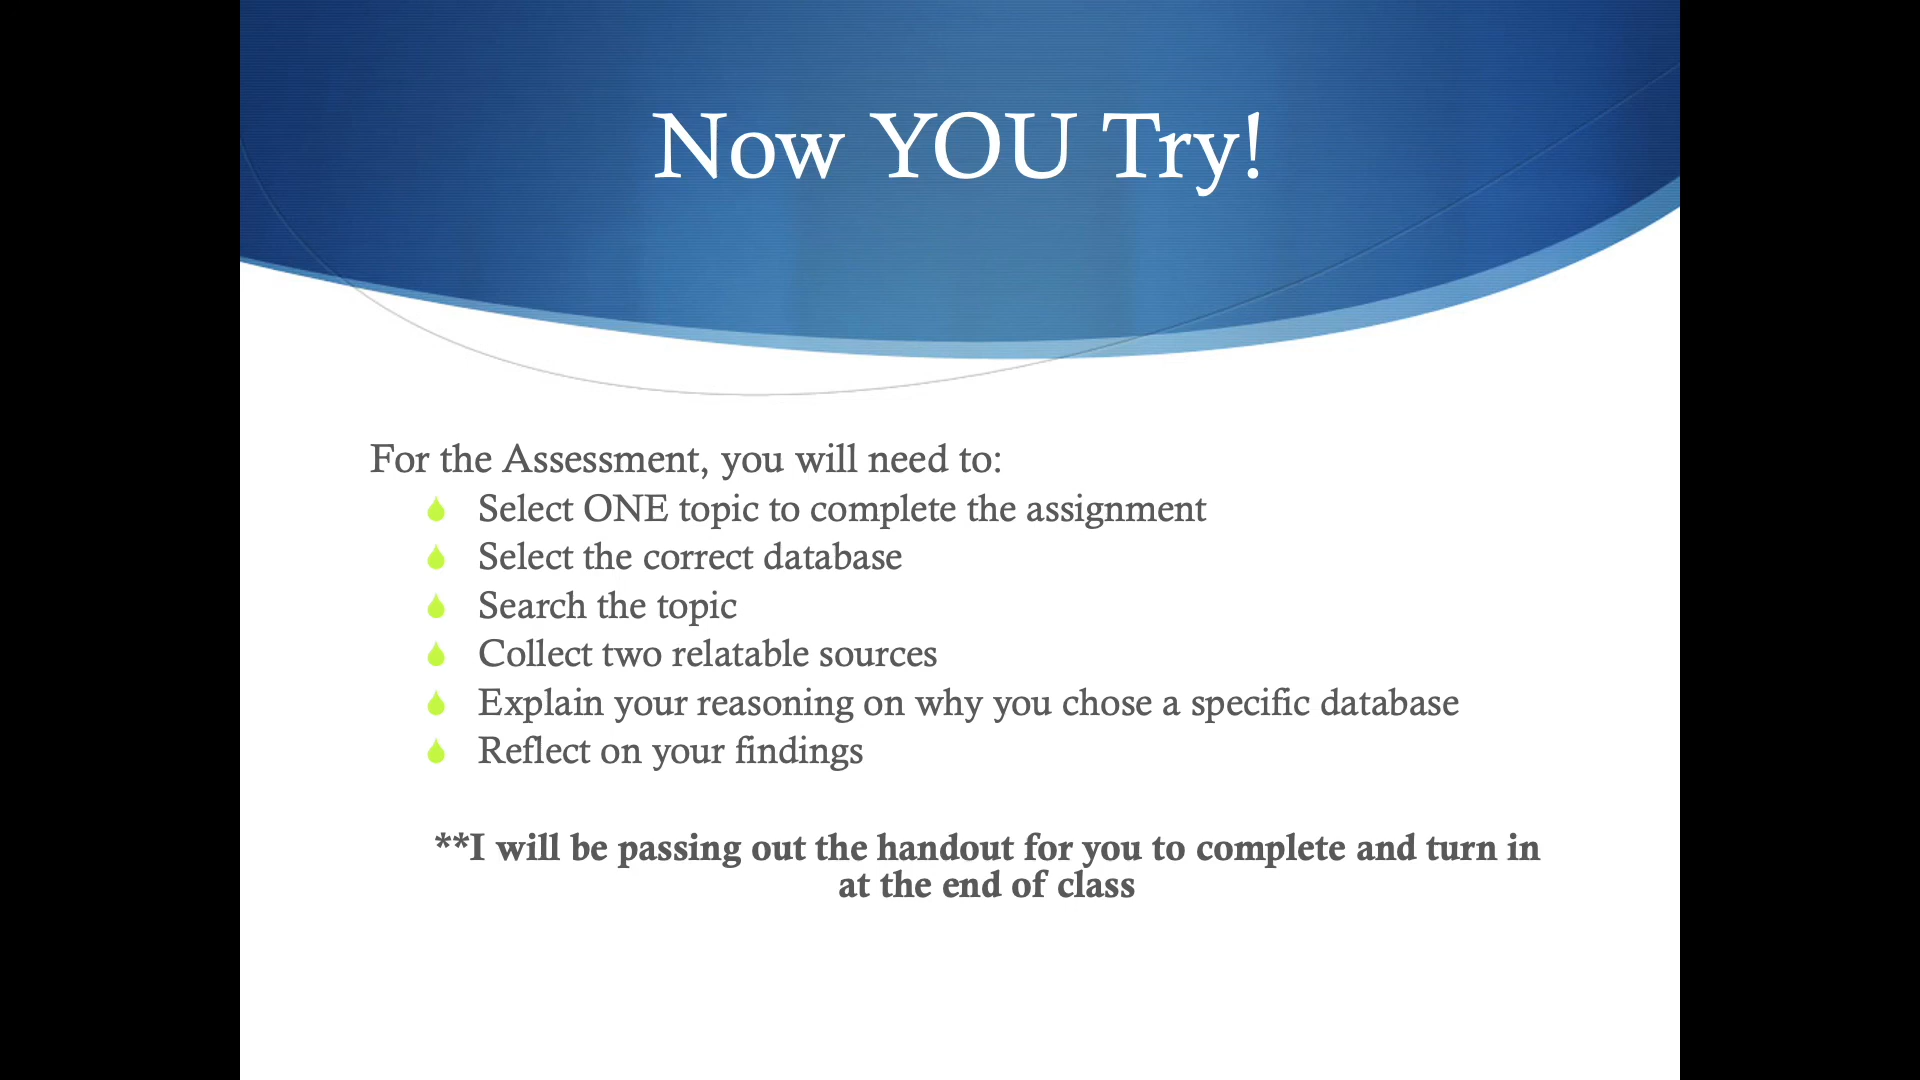 Now YOU Try!
For the Assessment, you will need to:
Select ONE topic to complete the assignment
Select the correct database
Search the topic
Collect two relatable sources
Explain your reasoning on why you chose a specific database
Reflect on your findings
**I will be passing out the handout for you to complete and turn in
at the end of class